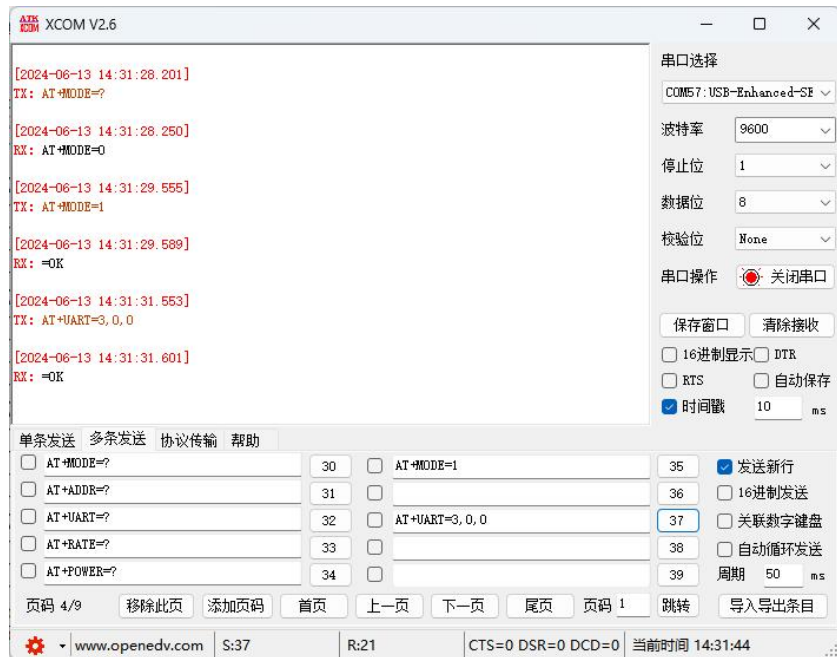 ATK XCOM XCOM V2.6
[2024-06-13 14:31:28.201]
TX: AT+MODE=?
[2024-06-13 14:31:28.250]
RX: AT+MODE=0
[2024-06-13 14:31:29.555]
TX: AT+MODE=1
[2024-06-13 14:31:29.589]
RX: =OK
[2024-06-13 14:31:31.553]
TX: AT+UART=3,0,0
[2024-06-13 14:31:31.601]
RX: =OK
串口选择
COM57:USB-Enhanced-SE
波特率 9600
停止位 1
数据位 8
校验位 None
串口操作 关闭串口
保存窗口 清除接收
16进制显示 DTR
RTS 自动保存
时间戳 10 ms
单条发送 多条发送 协议传输 帮助
AT+MODE=? 30 AT+MODE=1 35 发送新行
AT+ADDR=? 31 36 16进制发送
AT+UART=? 32 AT+UART=3,0,0 37 关联数字键盘
AT+RATE=? 33 38 自动循环发送
AT+POWER=? 34 39 周期 50 ms
页码 4/9 移除此页 添加页码 首页 上一页 下一页 尾页 页码 1 跳转 导入导出条目
www.openedv.com S:37 R:21 CTS=0 DSR=0 DCD=0 当前时间 14:31:44